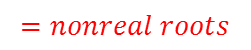 = nonreal roots